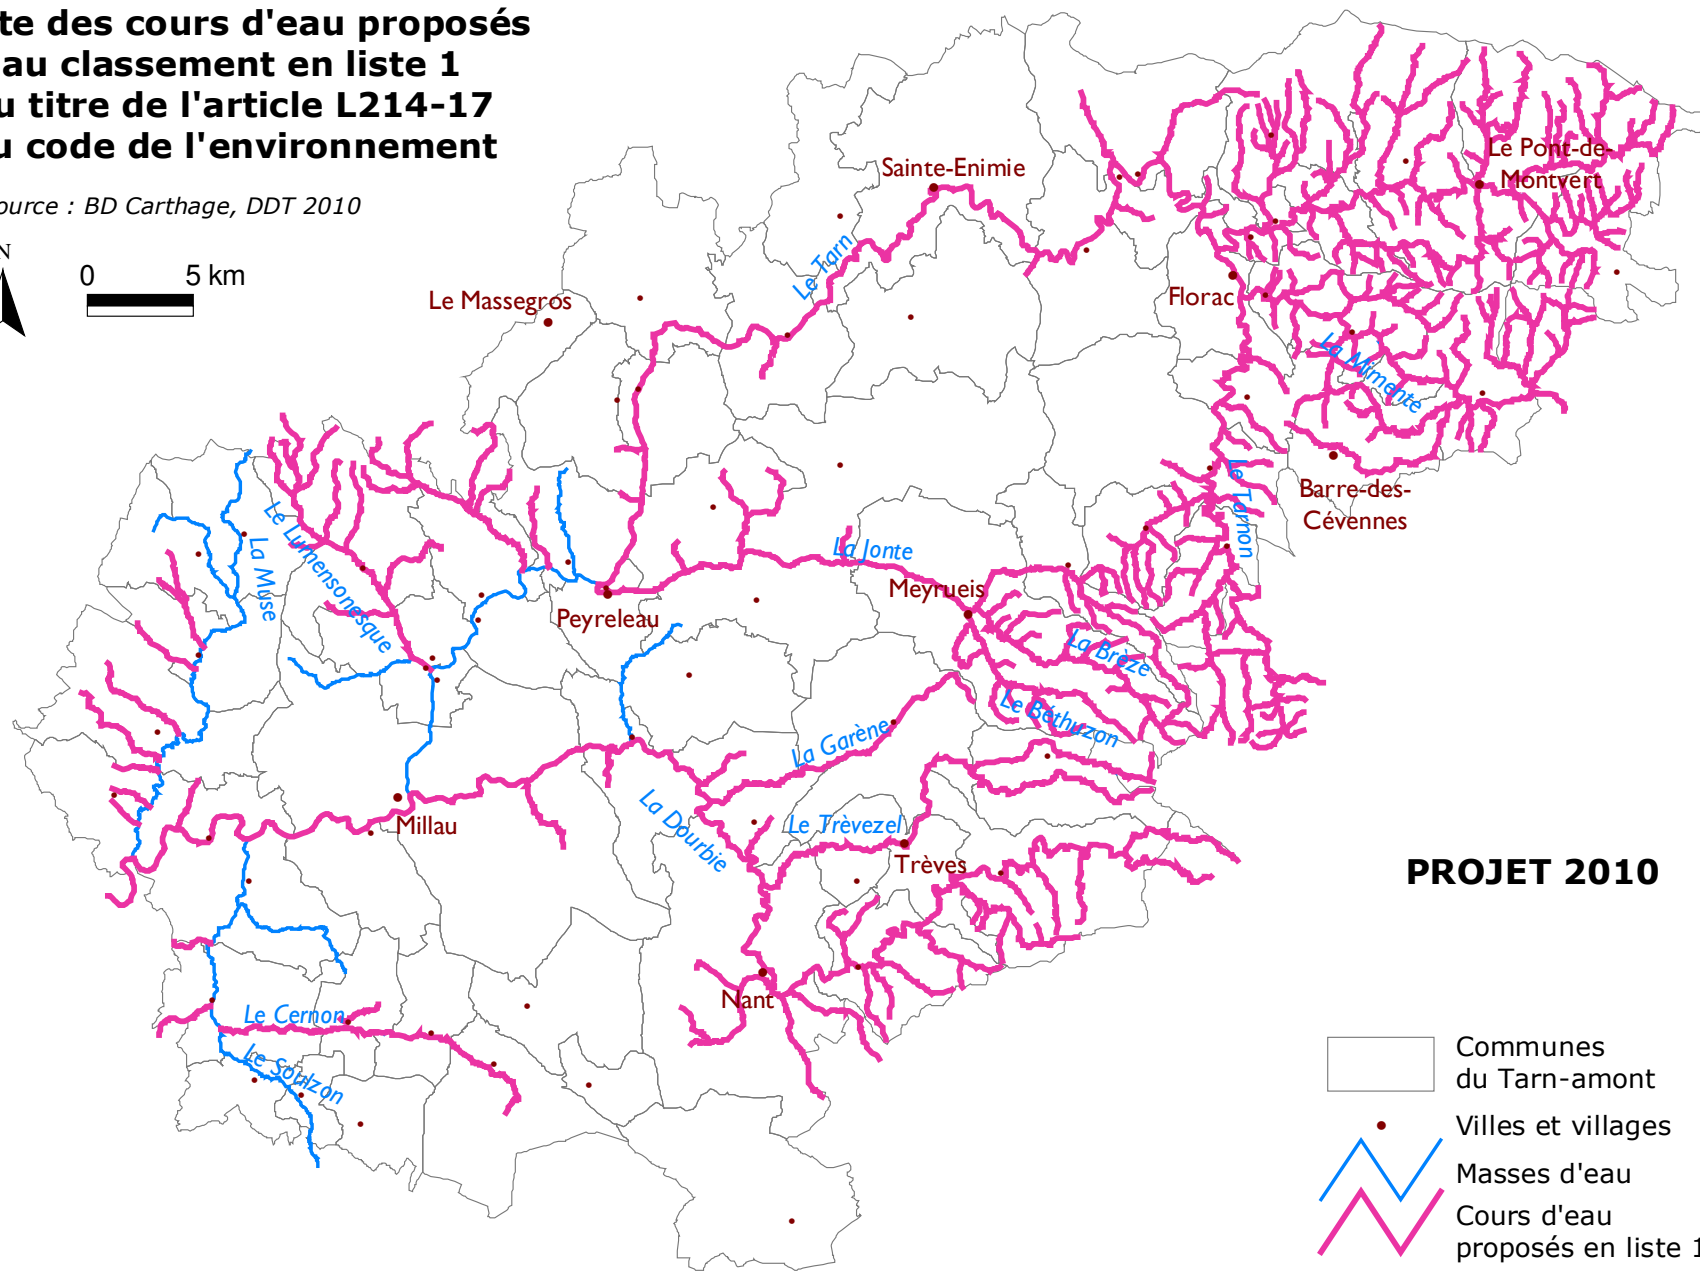 te des cours d'eau proposés
au classement en liste 1
u titre de l'article L214-17
u code de l'environnement
ource : BD Carthage, DDT 2010
N
0 5 km
Sainte-Enimie
Le Pont-de-
Montvert
Le Tarn
Le Massegros
Florac
La Mimente
Barre-des-
Cévennes
Le Tarnon
Le Lumensonesque
La Muse
La Jonte
Meyrueis
Peyreleau
La Brèze
Le Béthuzon
La Garène
La Dourbie
Le Trèvezel
Millau
Trèves
PROJET 2010
Nant
Le Cernon
Le Soulzon
Communes
du Tarn-amont
Villes et villages
Masses d'eau
Cours d'eau
proposés en liste 1